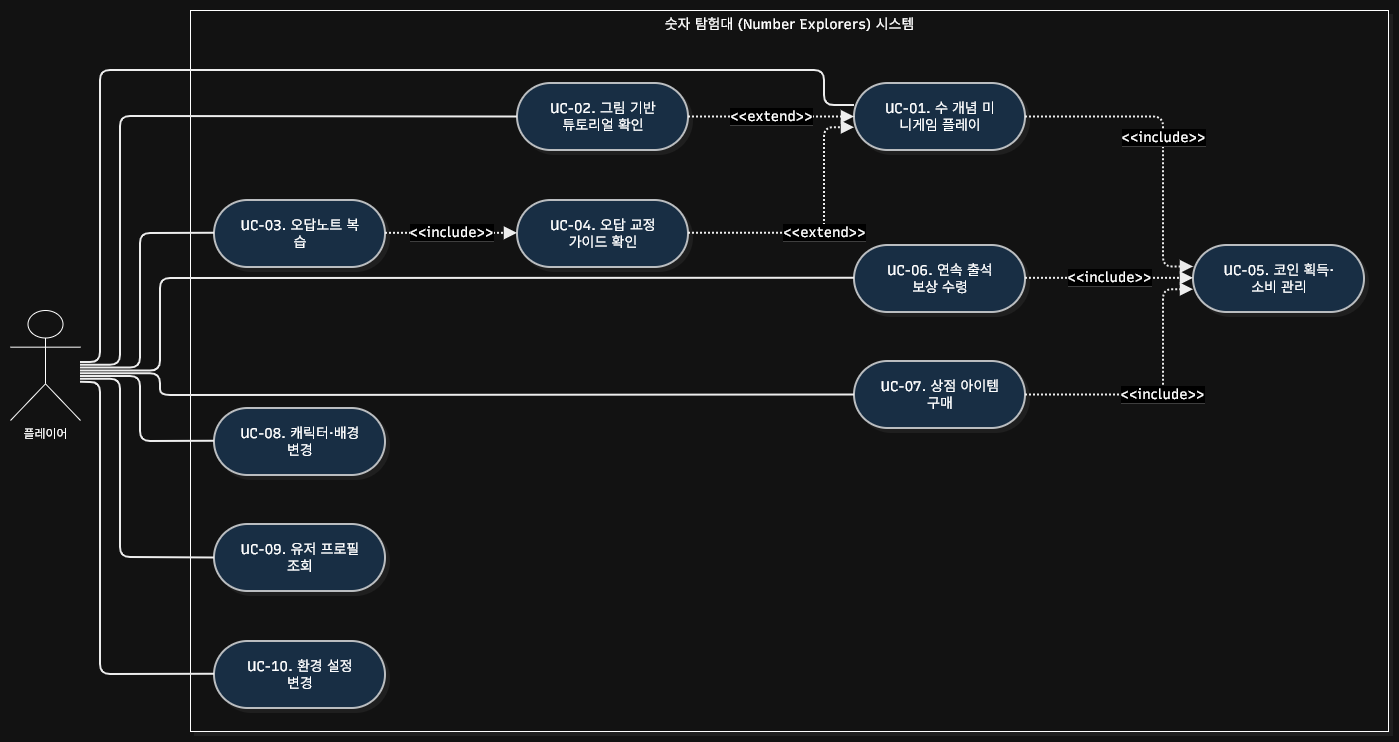 숫자 탐험대 (Number Explorers) 시스템
UC-02. 그림 기반
튜토리얼 확인
<<extend>>
UC-01. 수 개념 미
니게임 플레이
<<include>>
UC-03. 오답노트 복
습
<<include>>
UC-04. 오답 교정
가이드 확인
<<extend>>
UC-06. 연속 출석
보상 수령
<<include>>
UC-05. 코인 획득·
소비 관리
UC-07. 상점 아이템
구매
<<include>>
플레이어
UC-08. 캐릭터·배경
변경
UC-09. 유저 프로필
조회
UC-10. 환경 설정
변경